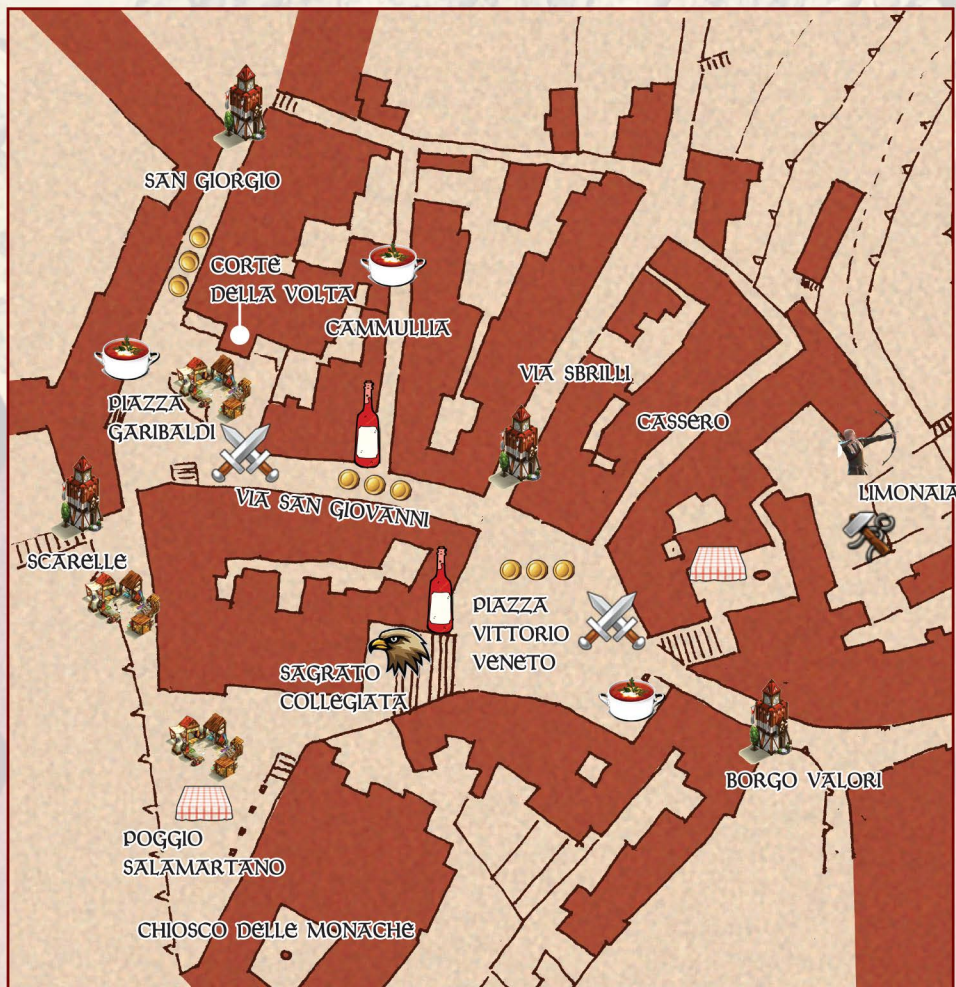 SAN GIORGIO
CORTE
DELLA VOLTA
CAMMULLIA
VIA SBRILLI
PIAZZA
GARIBALDI
CASSERO
LIMONAIA
VIA SAN GIOVANNI
SCARELLE
PIAZZA
VITTORIO
VENETO
SAGRATO
COLLEGIATA
BORGO VALORI
POGGIO
SALAMARTANO
CHIOSCO DELLE MONACHE